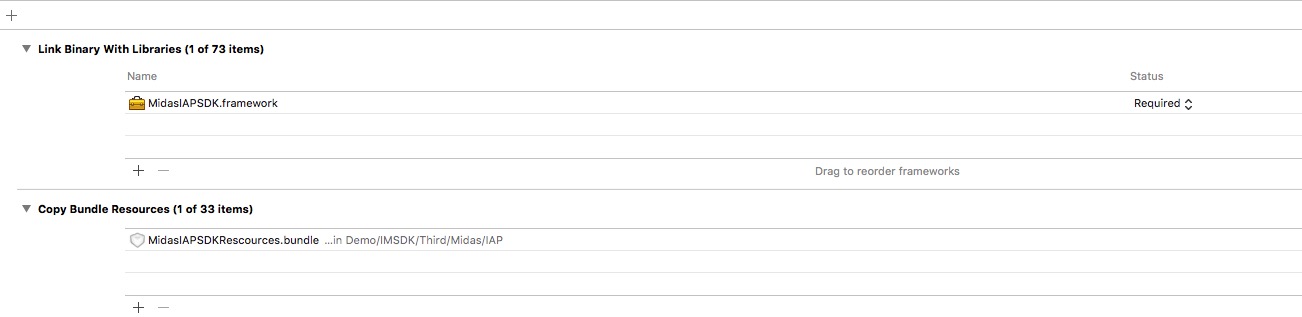 Link Binary With Libraries (1 of 73 items)
Name Status
MidasIAPSDK.framework Required
Drag to reorder frameworks
Copy Bundle Resources (1 of 33 items)
MidasIAPSDKRescources.bundle ...in Demo/IMSDK/Third/Midas/IAP